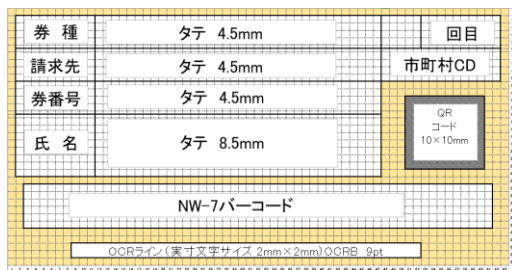 券 種 タテ 4.5mm 回目
請求先 タテ 4.5mm 市町村CD
券番号 タテ 4.5mm
氏 名 タテ 8.5mm
QR
コード
10×10mm
NW-7バーコード
OCRライン(実寸文字サイズ 2mm×2mm)OCRB 9pt